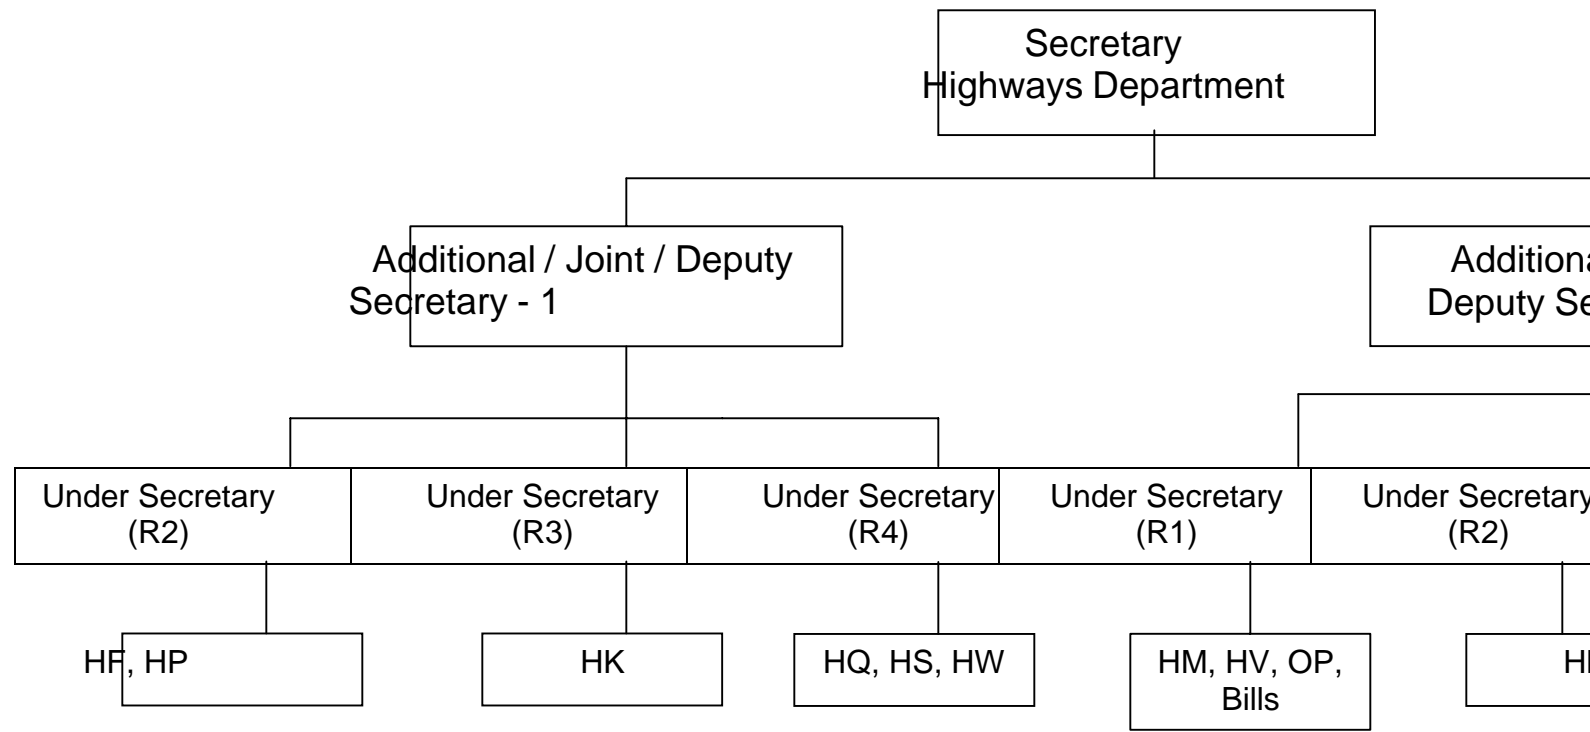 Secretary
Highways Department
Additional / Joint / Deputy
Secretary - 1
Deputy
Under Secretary
(R2)
Under Secretary
(R3)
Under Secretary
(R4)
Under Secretary
(R1)
Under Secretary
(R2)
HF, HP
HK
HQ, HS, HW
HM, HV, OP,
Bills